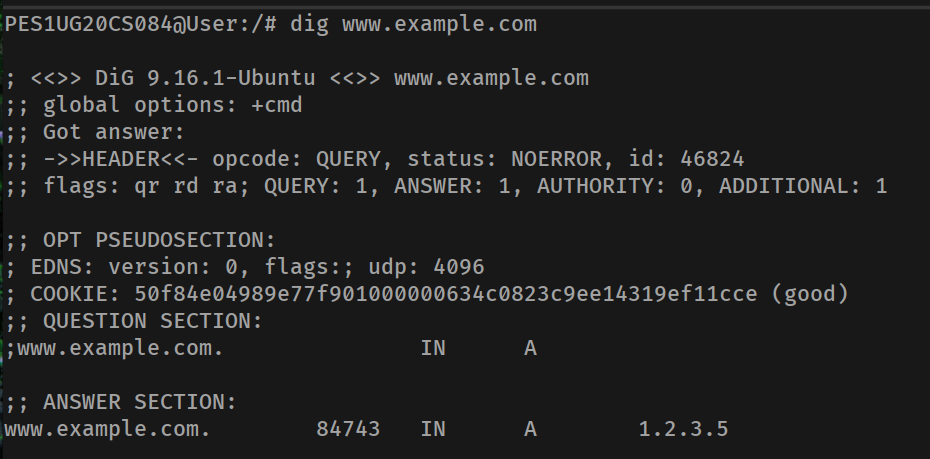 PES1UG20CS084@User:/# dig www.example.com
; <<>> DiG 9.16.1-Ubuntu <<>> www.example.com
;; global options: +cmd
;; Got answer:
;; ->>HEADER<<- opcode: QUERY, status: NOERROR, id: 46824
;; flags: qr rd ra; QUERY: 1, ANSWER: 1, AUTHORITY: 0, ADDITIONAL: 1
;; OPT PSEUDOSECTION:
; EDNS: version: 0, flags:; udp: 4096
; COOKIE: 50f84e04989e77f901000000634c0823c9ee14319ef11cce (good)
;; QUESTION SECTION:
;www.example.com. IN A
;; ANSWER SECTION:
www.example.com. 84743 IN A 1.2.3.5